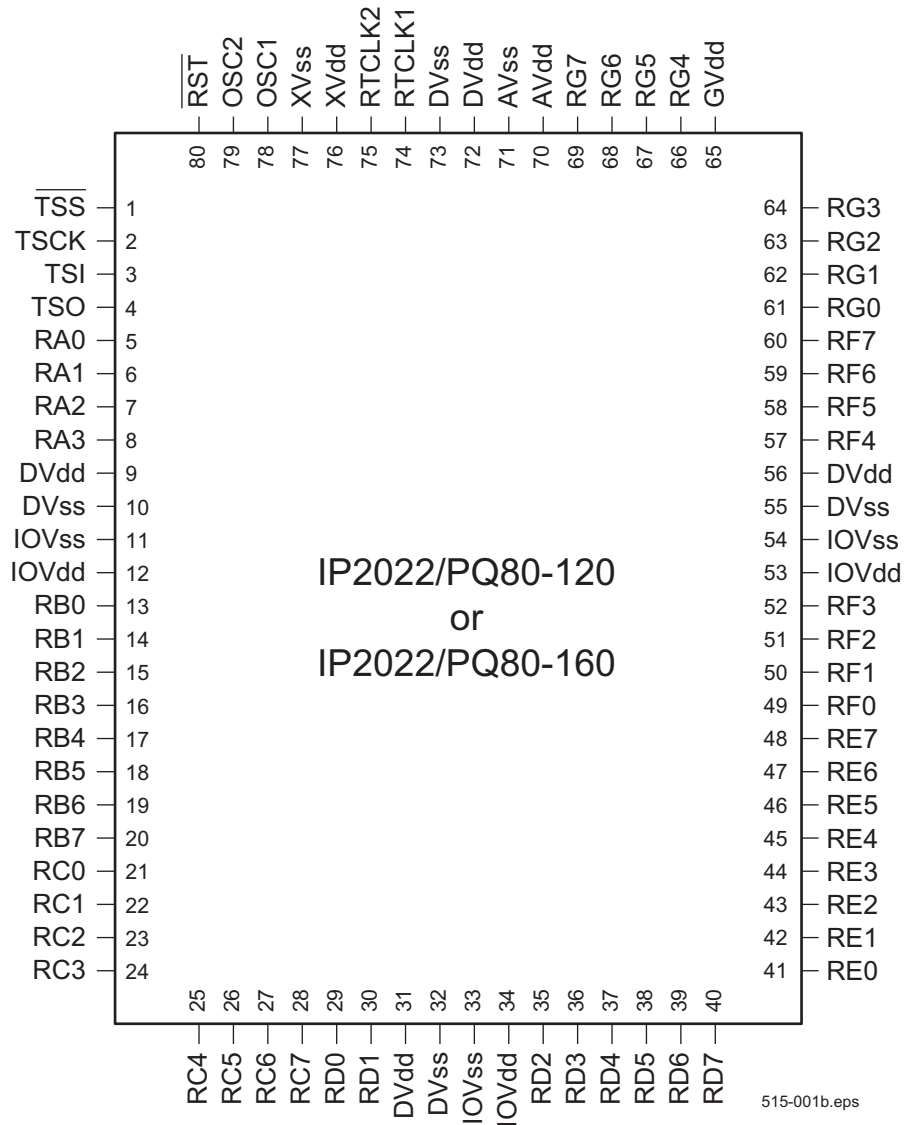 RST OSC2 OSC1 XVss XVdd RTCLK2 RTCLK1 DVss DVdd AVss AVdd RG7 RG6 RG5 RG4 GVdd
80 79 78 77 76 75 74 73 72 71 70 69 68 67 66 65
TSS 1 64 RG3
TSCK 2 63 RG2
TSI 3 62 RG1
TSO 4 61 RG0
RA0 5 60 RF7
RA1 6 59 RF6
RA2 7 58 RF5
RA3 8 57 RF4
DVdd 9 56 DVdd
DVss 10 55 DVss
IOVss 11 54 IOVss
IOVdd 12 53 IOVdd
IP2022/PQ80-120
RB0 13 52 RF3
or
RB1 14 51 RF2
IP2022/PQ80-160
RB2 15 50 RF1
RB3 16 49 RF0
RB4 17 48 RE7
RB5 18 47 RE6
RB6 19 46 RE5
RB7 20 45 RE4
RC0 21 44 RE3
RC1 22 43 RE2
RC2 23 42 RE1
RC3 24 41 RE0
25 26 27 28 29 30 31 32 33 34 35 36 37 38 39 40
RC4 RC5 RC6 RC7 RD0 RD1 DVdd DVss IOVss IOVdd RD2 RD3 RD4 RD5 RD6 RD7
515-001b.eps